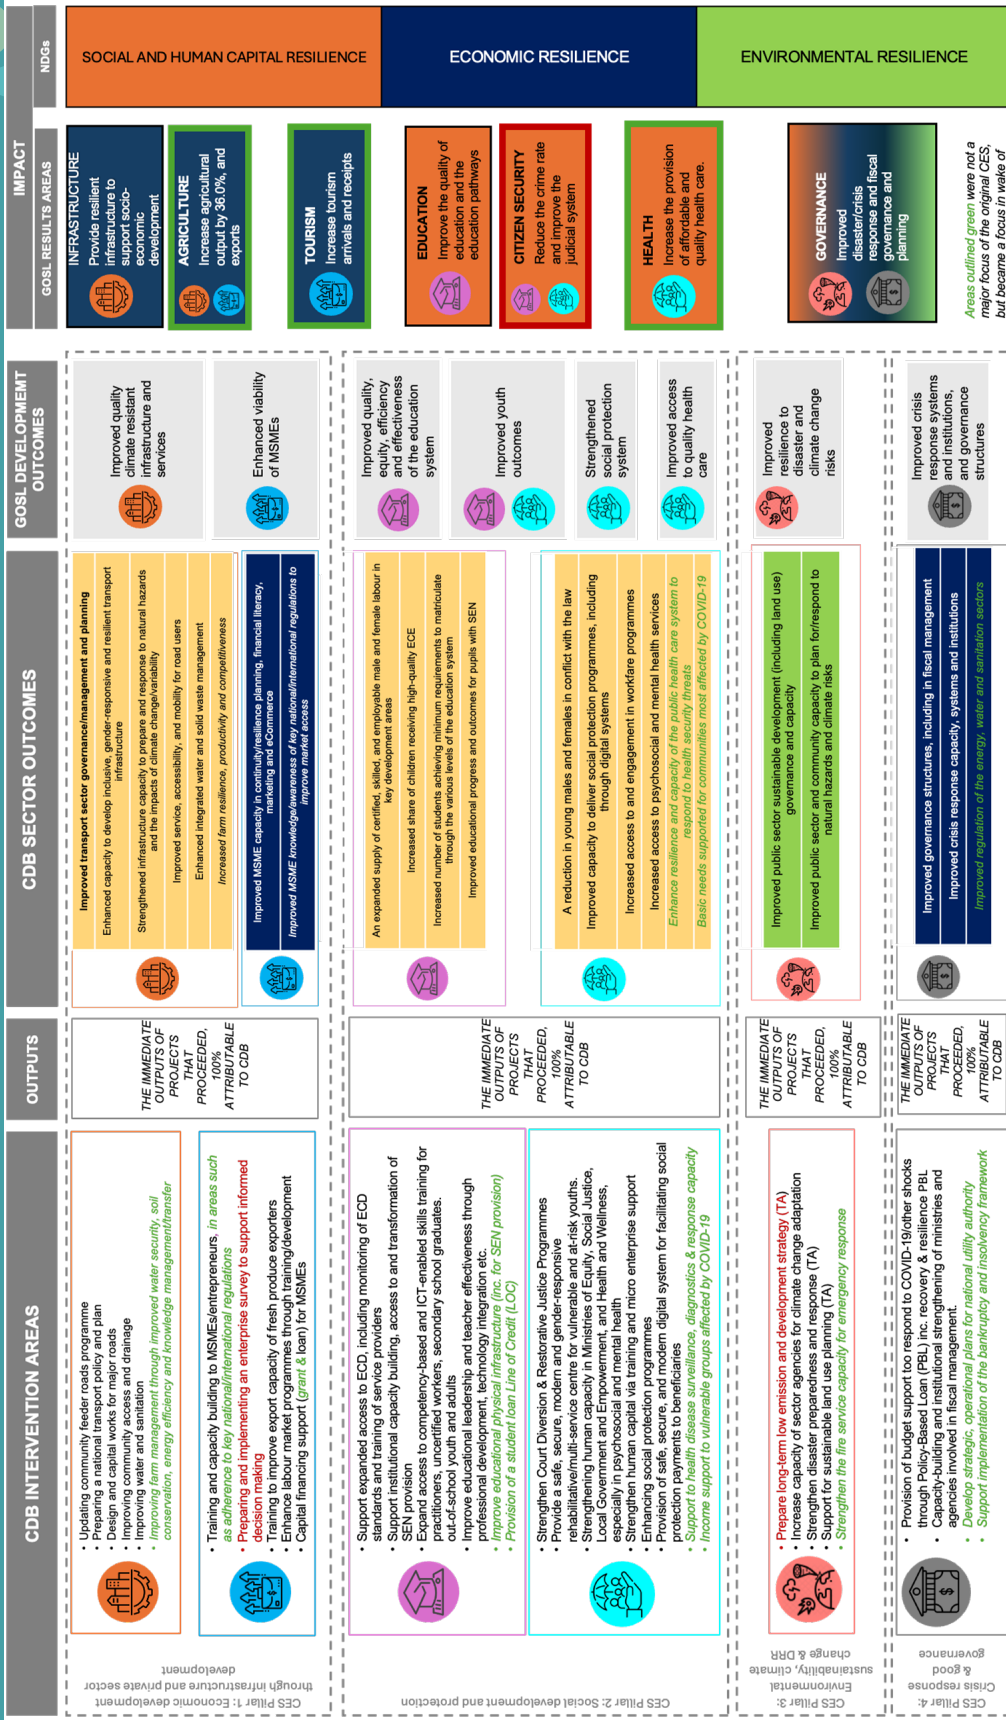 CDB INTERVENTION AREAS
OUTPUTS
CDB SECTOR OUTCOMES
GOSL DEVELOPMENT
OUTCOMES
IMPACT
GOSL RESULTS AREAS
NDGs
CES Pillar 1: Economic development
through infrastructure and private sector
development
• Updating community feeder roads programme
• Preparing a national transport policy and plan
• Design and capital works for major roads
• Improving community access and drainage
• Improving water and sanitation
• Improving farm management through improved water security, soil
conservation, energy efficiency and knowledge management/transfer
• Training and capacity building to MSMEs/entrepreneurs, in areas such
as adherence to key national/international regulations
• Preparing and implementing an enterprise survey to support informed
decision making
• Training to improve export capacity of fresh produce exporters
• Enhance labour market programmes through training/development
• Capital financing support (grant & loan) for MSMEs
THE IMMEDIATE
OUTPUTS OF
PROJECTS
THAT
PROCEEDED,
100%
ATTRIBUTABLE
TO CDB
Improved transport sector governance/management and planning
Enhanced capacity to develop inclusive, gender-responsive and resilient transport
infrastructure
Strengthened infrastructure capacity to prepare and response to natural hazards
and the impacts of climate change/variability
Improved service, accessibility, and mobility for road users
Enhanced integrated water and solid waste management
Increased farm resilience, productivity and competitiveness
Improved MSME capacity in continuity/resilience planning, financial literacy,
marketing and eCommerce
Improved MSME knowledge/awareness of key national/international regulations to
improve market access
Improved quality
climate resistant
infrastructure and
services
Enhanced viability
of MSMEs
CES Pillar 2: Social development and protection
• Support expanded access to ECD, including monitoring of ECD
standards and training of service providers
• Support institutional capacity building, access to and transformation of
SEN provision
• Expand access to competency-based and ICT-enabled skills training for
practitioners, uncertified workers, secondary school graduates.
out-of-school youth and adults
• Improve educational leadership and teacher effectiveness through
professional development, technology integration etc.
• Improve educational physical infrastructure (inc. for SEN provision)
• Provision of a student loan Line of Credit (LOC)
• Strengthen Court Diversion & Restorative Justice Programmes
• Provide a safe, secure, modern and gender-responsive
rehabilitative/multi-service centre for vulnerable and at-risk youths.
• Strengthening human capacity in Ministries of Equity, Social Justice,
Local Government and Empowerment, and Health and Wellness,
especially in psychosocial and mental health
• Strengthen human capital via training and micro enterprise support
• Enhancing social protection programmes
• Provision of safe, secure, and modern digital system for facilitating social
protection payments to beneficiaries
• Support to health disease surveillance, diagnostics & response capacity
• Income support to vulnerable groups affected by COVID-19
THE IMMEDIATE
OUTPUTS OF
PROJECTS
THAT
PROCEEDED,
100%
ATTRIBUTABLE
TO CDB
An expanded supply of certified, skilled, and employable male and female labour in
key development areas
Increased share of children receiving high-quality ECE
Increased number of students achieving minimum requirements to matriculate
through the various levels of the education system
Improved educational progress and outcomes for pupils with SEN
A reduction in young males and females in conflict with the law
Improved capacity to deliver social protection programmes, including
through digital systems
Increased access to and engagement in workfare programmes
Increased access to psychosocial and mental health services
Enhance resilience and capacity of the public health care system to
respond to health security threats
Basic needs supported for communities most affected by COVID-19
Improved quality,
equity, efficiency
and effectiveness
of the education
system
Improved youth
outcomes
Strengthened
social protection
system
Improved access
to quality health
care
CES Pillar 3:
Environmental
sustainability, climate
change & DRR
• Prepare long-term low emission and development strategy (TA)
• Increase capacity of sector agencies for climate change adaptation
• Strengthen disaster preparedness and response (TA)
• Support for sustainable land use planning (TA)
• Strengthen the fire service capacity for emergency response
THE IMMEDIATE
OUTPUTS OF
PROJECTS
THAT
PROCEEDED,
100%
ATTRIBUTABLE
TO CDB
Improved public sector sustainable development (including land use)
governance and capacity
Improved public sector and community capacity to plan for/respond to
natural hazards and climate risks
Improved
resilience to
disaster and
climate change
risks
CES Pillar 4:
Crisis response
& good
governance
• Provision of budget support too respond to COVID-19/other shocks
through Policy-Based Loan (PBL) inc. recovery & resilience PBL
• Capacity-building and institutional strengthening of ministries and
agencies involved in fiscal management.
• Develop strategic, operational plans for national utility authority
• Support implementation of the bankruptcy and insolvency framework
THE IMMEDIATE
OUTPUTS OF
PROJECTS
THAT
PROCEEDED,
100%
ATTRIBUTABLE
TO CDB
Improved governance structures, including in fiscal management
Improved crisis response capacity, systems and institutions
Improved regulation of the energy, water and sanitation sectors
Improved crisis
response systems
and institutions,
and governance
structures
INFRASTRUCTURE
Provide resilient
infrastructure to
support socio-
economic
development
AGRICULTURE
Increase agricultural
output by 36.0%, and
exports
TOURISM
Increase tourism
arrivals and receipts
EDUCATION
Improve the quality of
education and the
education pathways
CITIZEN SECURITY
Reduce the crime rate
and improve the
judicial system
HEALTH
Increase the provision
of affordable and
quality health care.
GOVERNANCE
Improved
disaster/crisis
response and fiscal
governance and
planning
Areas outlined green were not a
major focus of the original CES,
but became a focus in wake of
SOCIAL AND HUMAN CAPITAL RESILIENCE
ECONOMIC RESILIENCE
ENVIRONMENTAL RESILIENCE